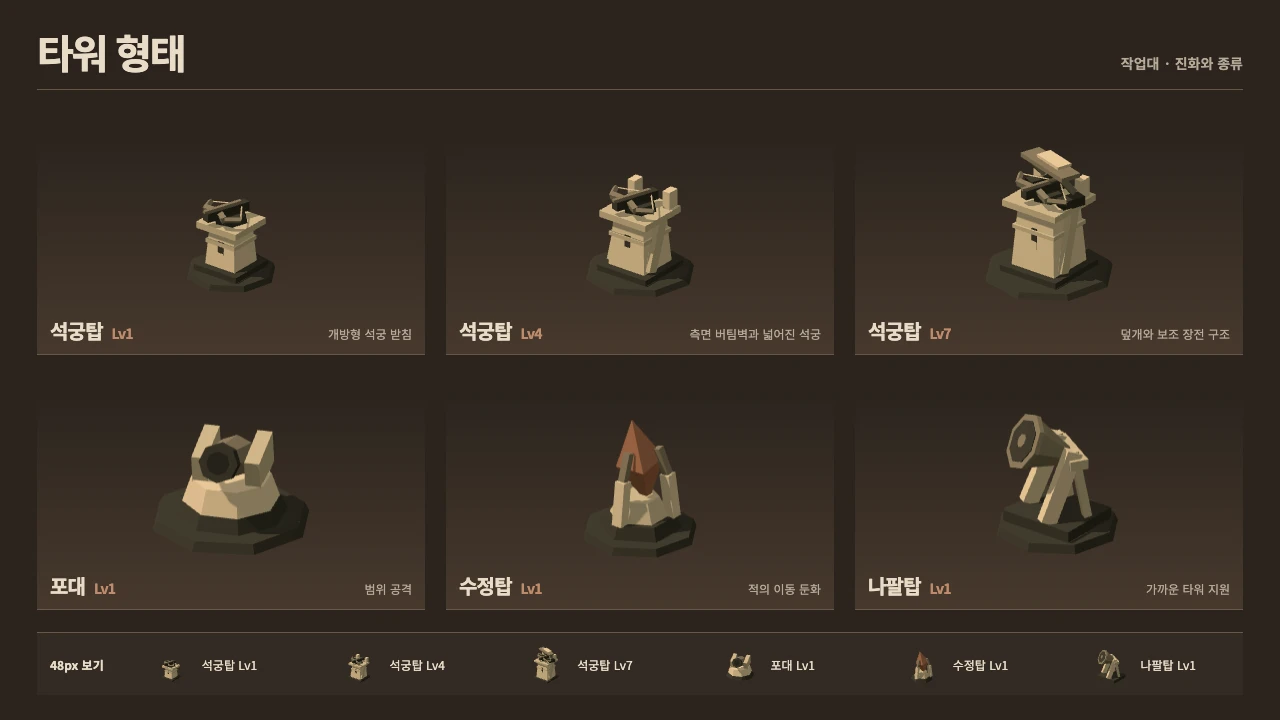 타워 형태
작업대 · 진화와 종류
석궁탑 Lv1 개방형 석궁 받침
석궁탑 Lv4 측면 버팀벽과 넓어진 석궁
석궁탑 Lv7 덮개와 보조 장전 구조
포대 Lv1 범위 공격
수정탑 Lv1 적의 이동 둔화
나팔탑 Lv1 가까운 타워 지원
48px 보기 석궁탑 Lv1 석궁탑 Lv4 석궁탑 Lv7 포대 Lv1 수정탑 Lv1 나팔탑 Lv1